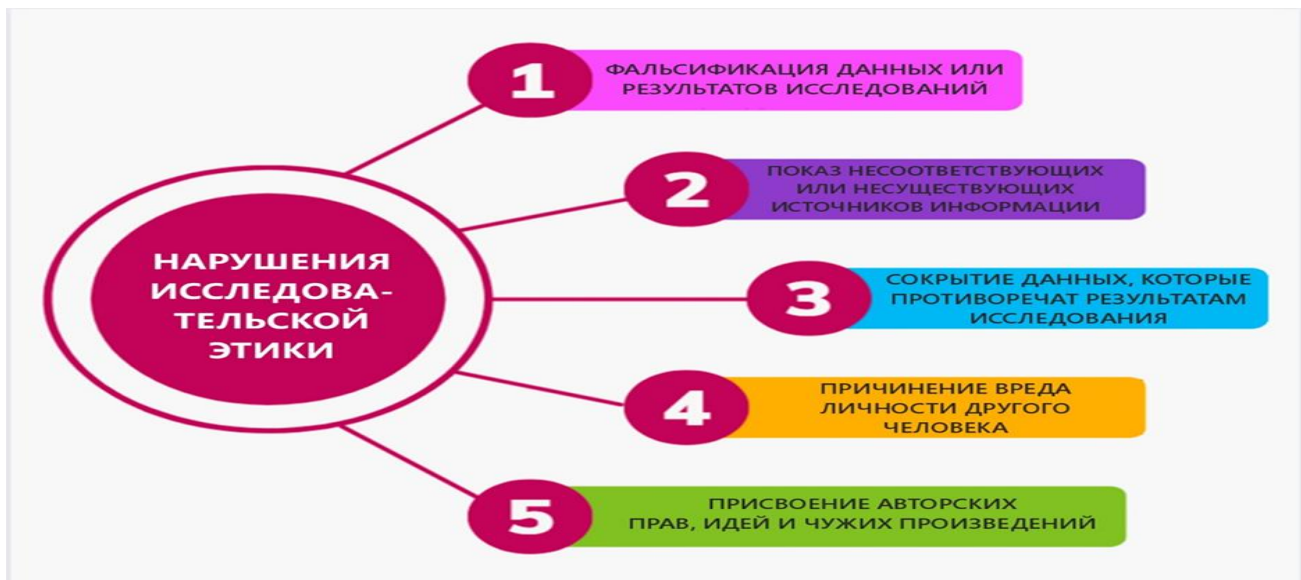 НАРУШЕНИЯ
ИССЛЕДОВА-
ТЕЛЬСКОЙ
ЭТИКИ
1
ФАЛЬСИФИКАЦИЯ ДАННЫХ ИЛИ
РЕЗУЛЬТАТОВ ИССЛЕДОВАНИЙ
2
ПОКАЗ НЕСООТВЕТСТВУЮЩИХ
ИЛИ НЕСУЩЕСТВУЮЩИХ
ИСТОЧНИКОВ ИНФОРМАЦИИ
3
СОКРЫТИЕ ДАННЫХ, КОТОРЫЕ
ПРОТИВОРЕЧАТ РЕЗУЛЬТАТАМ
ИССЛЕДОВАНИЯ
4
ПРИЧИНЕНИЕ ВРЕДА
ЛИЧНОСТИ ДРУГОГО
ЧЕЛОВЕКА
5
ПРИСВОЕНИЕ АВТОРСКИХ
ПРАВ, ИДЕЙ И ЧУЖИХ ПРОИЗВЕДЕНИЙ